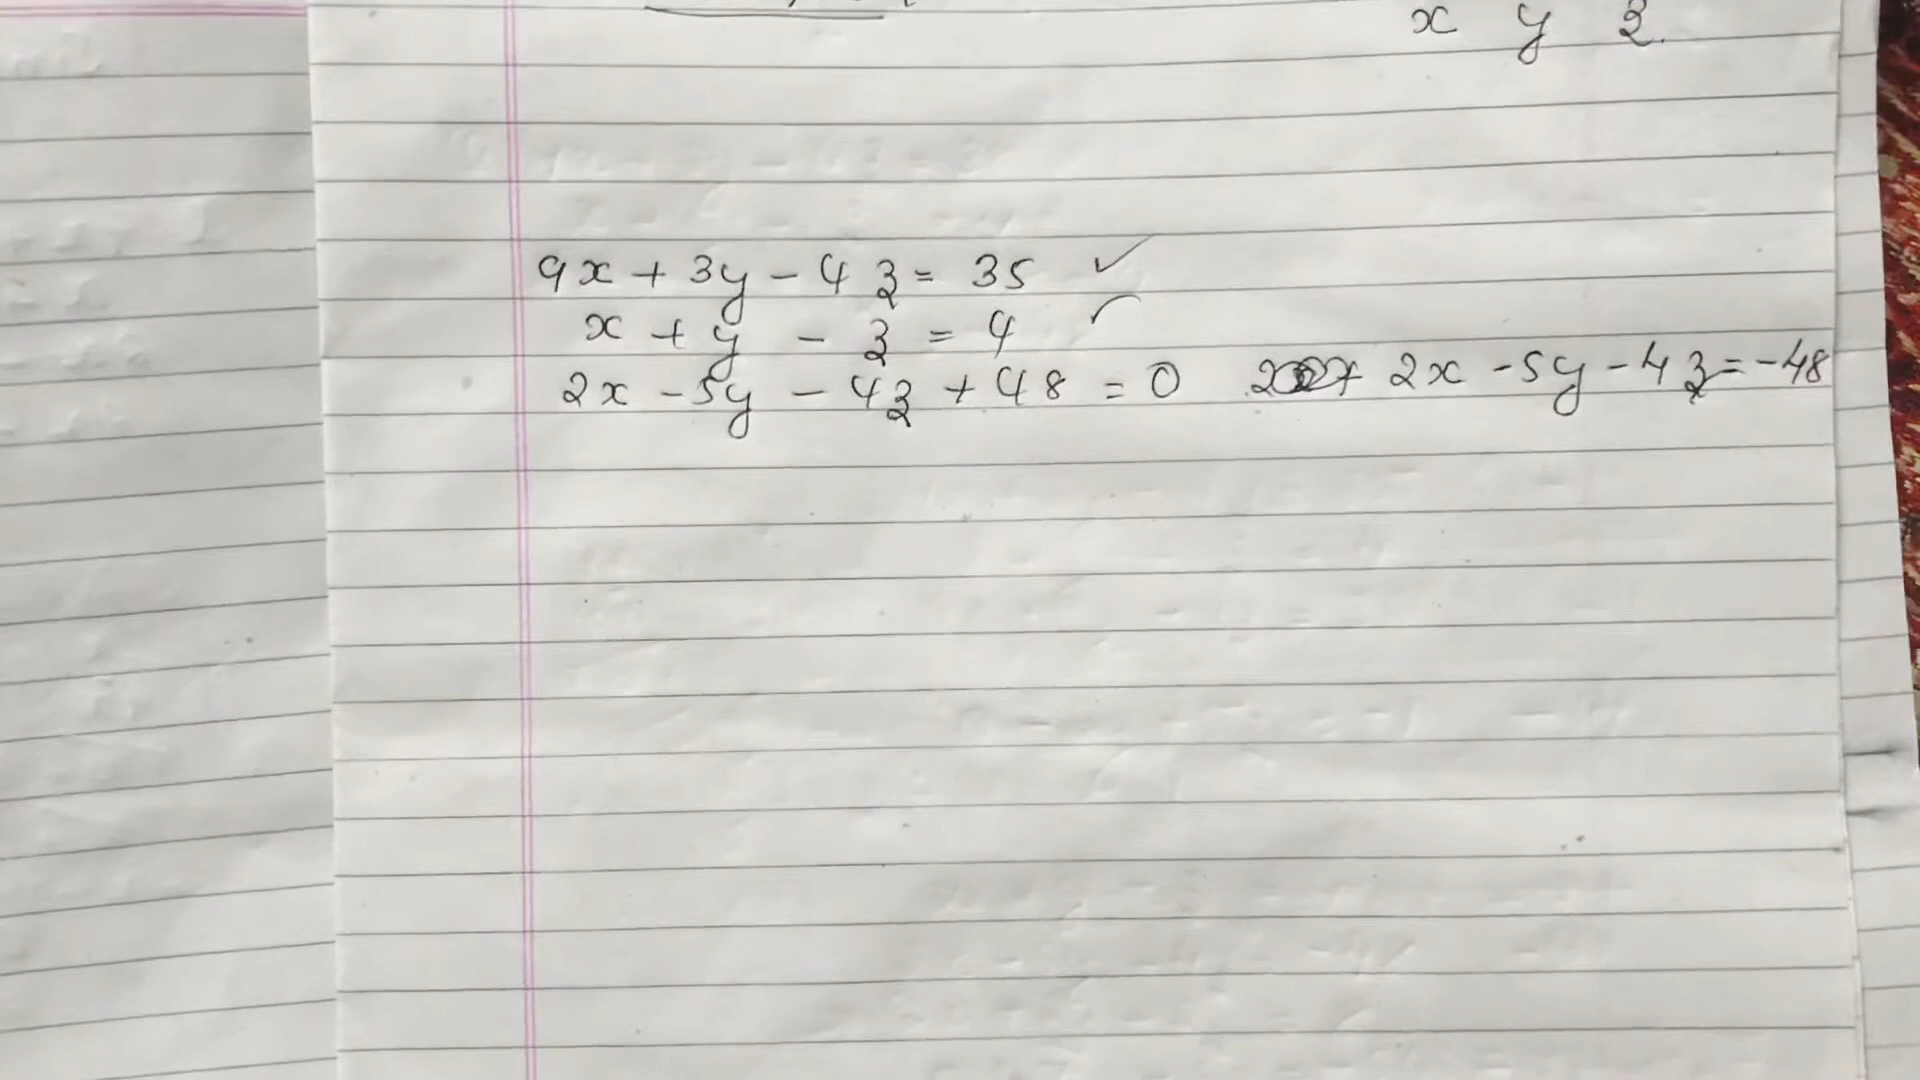 x y z.
9x + 3y - 4z = 35 ✓
x + y - z = 4 ✓
2x - 5y - 4z + 48 = 0 2x - 5y - 4z = -48